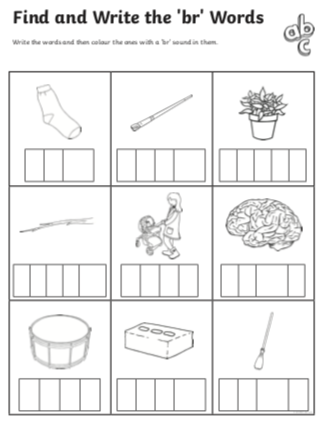 Find and Write the 'br' Words
Write the words and then colour the ones with a 'br' sound in them.
abc